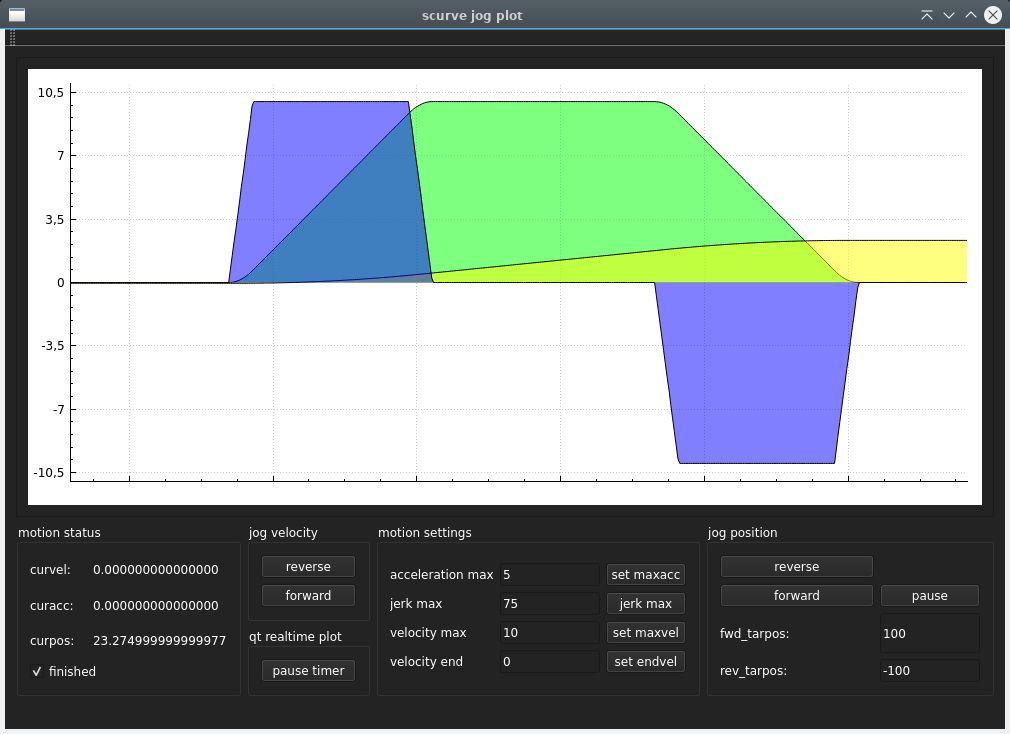 scurve jog plot
10,5
7
3,5
0
-3,5
-7
-10,5
motion status
curvel: 0.000000000000000
curacc: 0.000000000000000
curpos: 23.274999999999977
finished
jog velocity
reverse
forward
qt realtime plot
pause timer
motion settings
acceleration max 5 set maxacc
jerk max 75 jerk max
velocity max 10 set maxvel
velocity end 0 set endvel
jog position
reverse
forward pause
fwd_tarpos: 100
rev_tarpos: -100